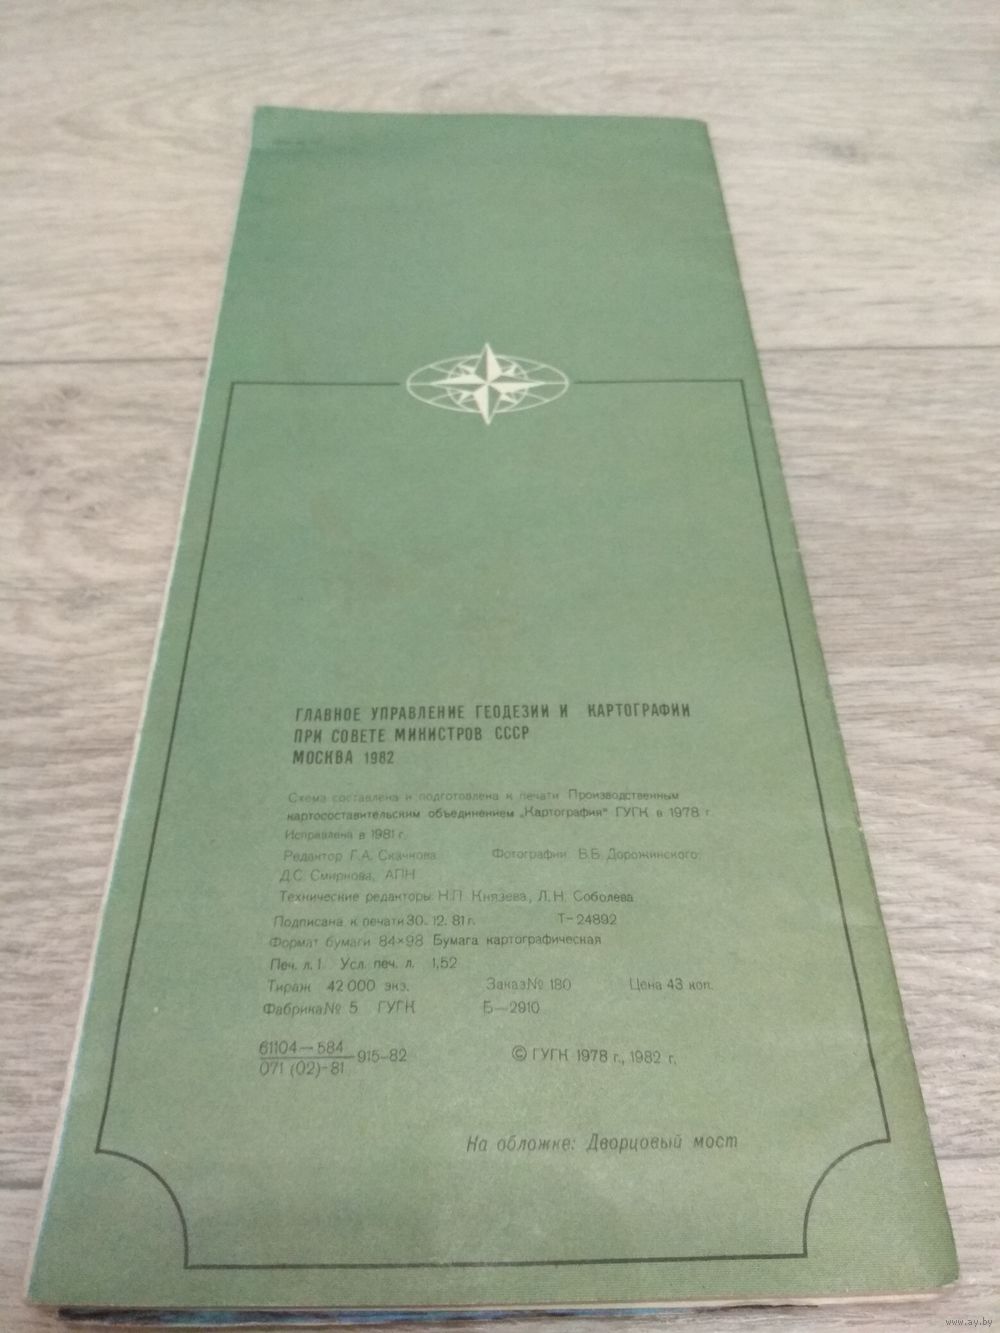 ГЛАВНОЕ УПРАВЛЕНИЕ ГЕОДЕЗИИ И КАРТОГРАФИИ
ПРИ СОВЕТЕ МИНИСТРОВ СССР
МОСКВА 1982
Схема составлена и подготовлена к печати Производственным
картосоставительским объединением „Картография" ГУГК в 1978 г.
Исправлена в 1981 г.
Редактор Г.А. Скачкова Фотографии В.Б. Дорожинского,
Д.С. Смирнова, АПН
Технические редакторы Н.П. Князева, Л.Н. Соболева
Подписана к печати 30. 12. 81 г. Т-24892
Формат бумаги 84×98 Бумага картографическая
Печ. л. 1 Усл. печ. л. 1,52
Тираж 42 000 экз. Заказ № 180 Цена 43 коп.
Фабрика № 5 ГУГК Б—2910
61104—584
071 (02)-81 915-82 © ГУГК 1978 г., 1982 г.
На обложке: Дворцовый мост
www.ay.by